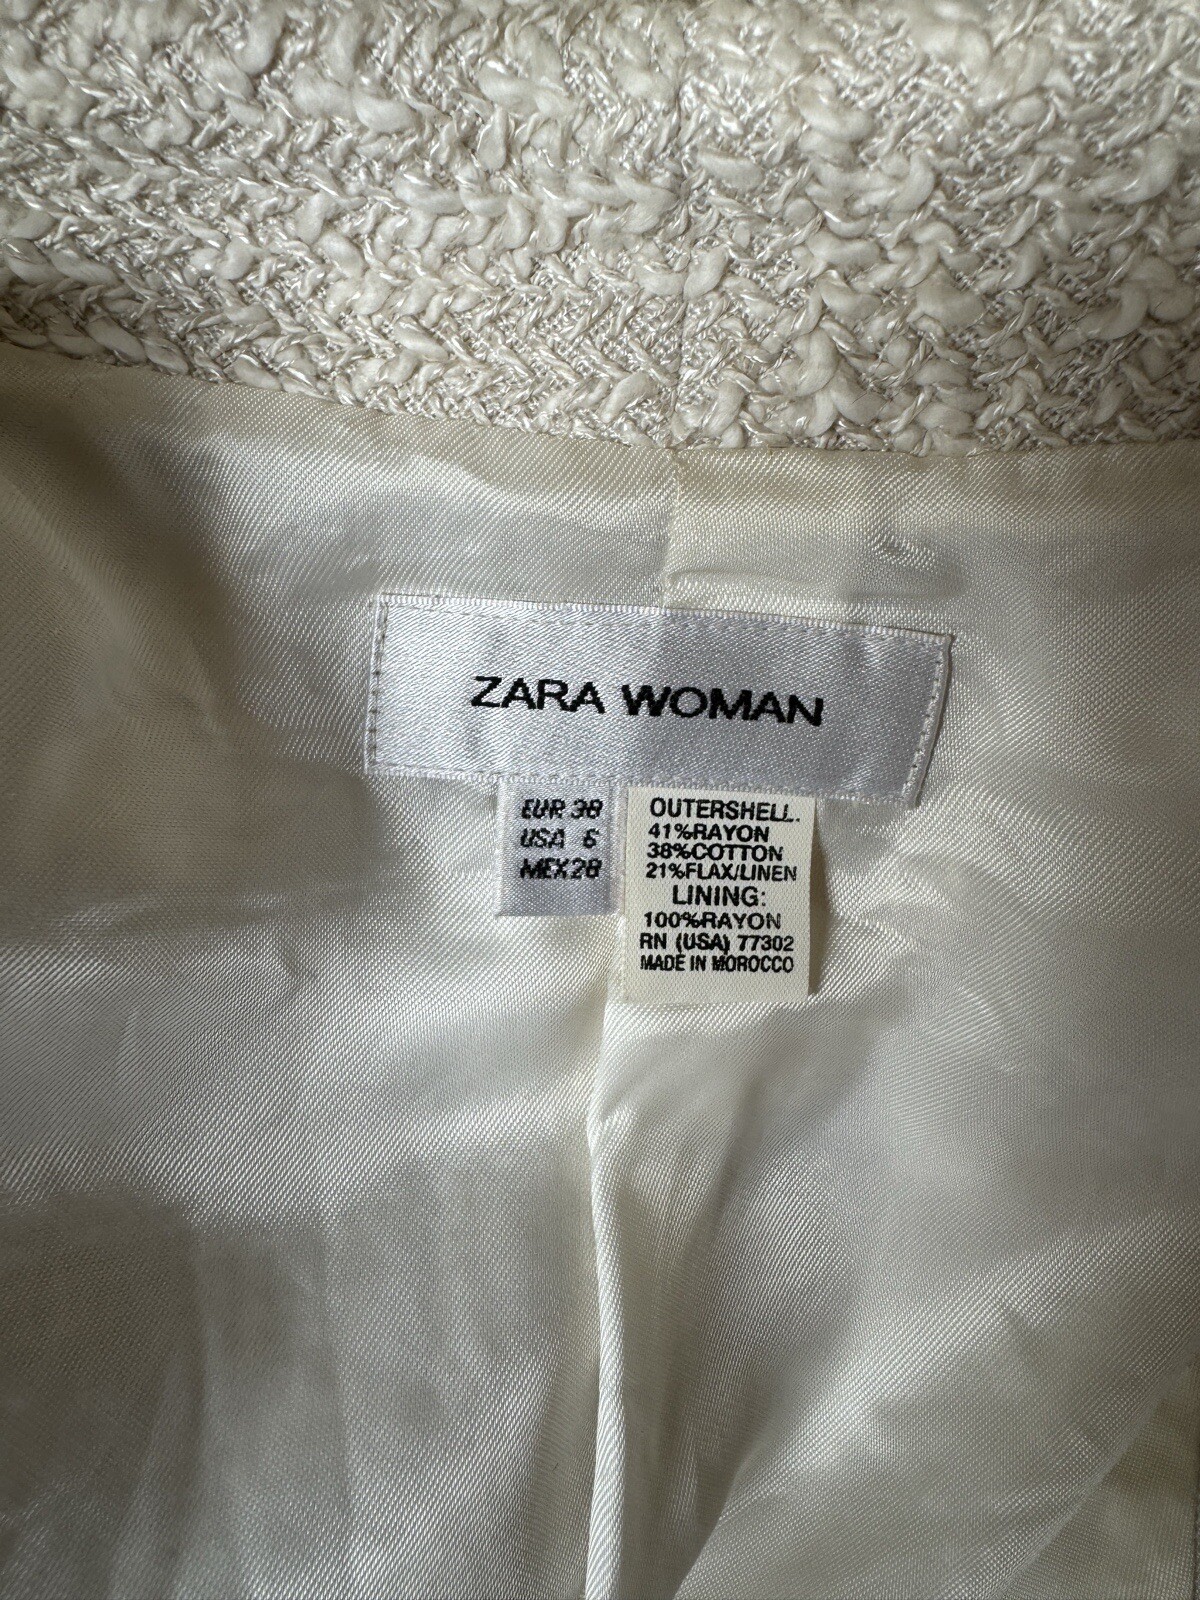 ZARA WOMAN
EUR 38
USA 6
MEX 28
OUTERSHELL.
41%RAYON
38%COTTON
21%FLAX/LINEN
LINING:
100%RAYON
RN (USA) 77302
MADE IN MOROCCO